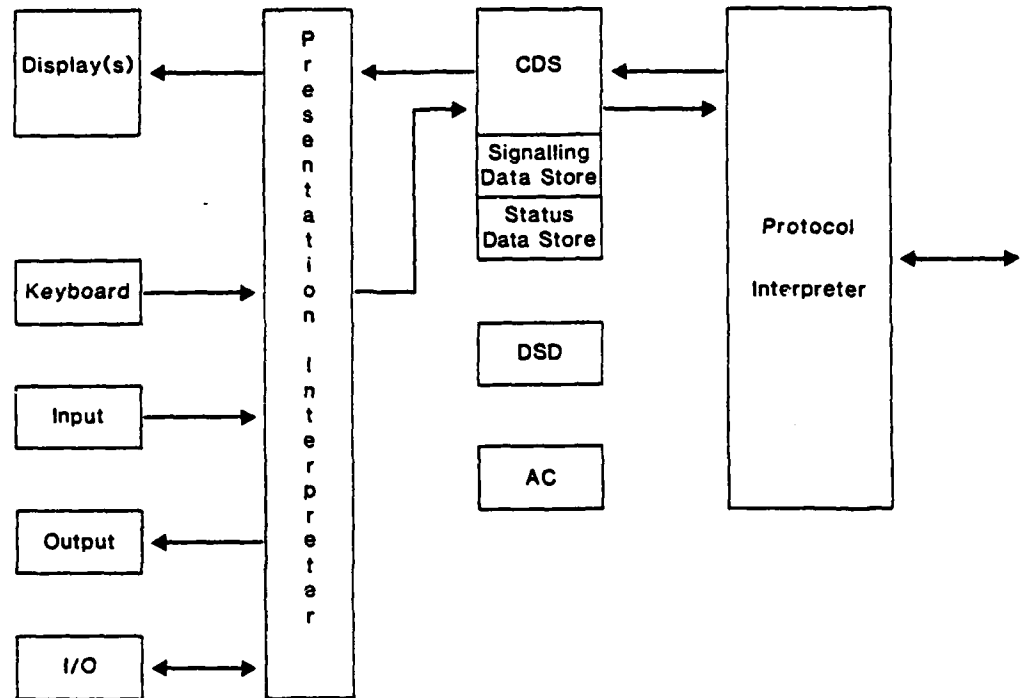 Display(s)
Presentation Interpreter
CDS
Signalling
Data Store
Status
Data Store
Protocol
Interpreter
Keyboard
DSD
Input
AC
Output
I/O